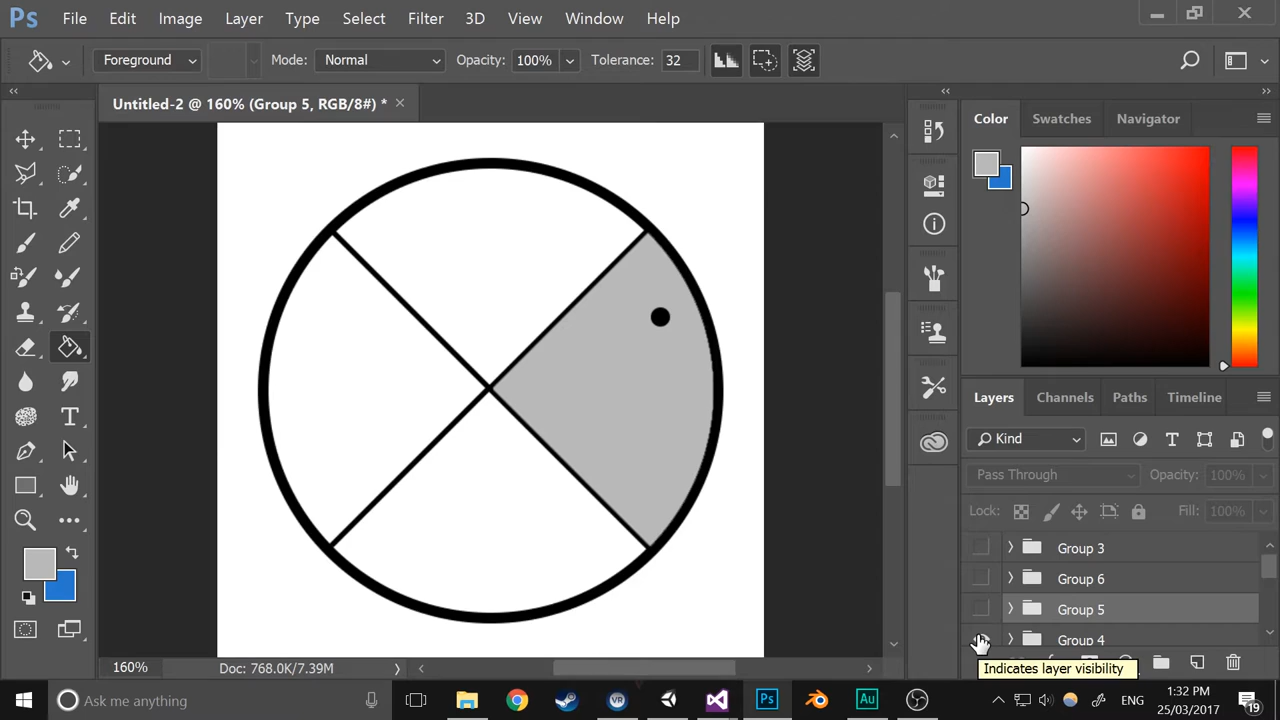 Ps File Edit Image Layer Type Select Filter 3D View Window Help
Foreground Mode: Normal Opacity: 100% Tolerance: 32
Untitled-2 @ 160% (Group 5, RGB/8#) * ×
Color Swatches Navigator
Layers Channels Paths Timeline
Kind
Pass Through Opacity: 100%
Lock: Fill: 100%
Group 3
Group 6
Group 5
Group 4
Indicates layer visibility
160% Doc: 768.0K/7.39M
Ask me anything
VR
Ps
Au
ENG
1:32 PM
25/03/2017
19